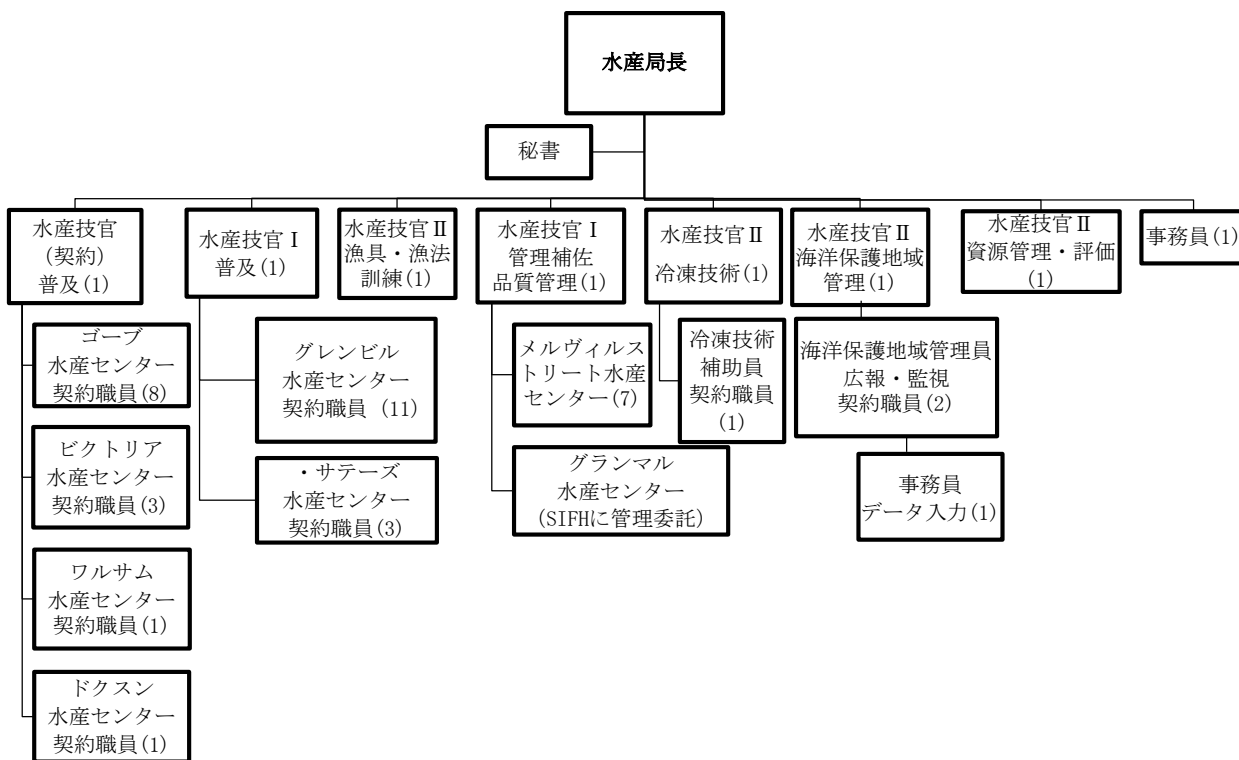 水産局長
秘書
水産技官
(契約)
普及(1)
水産技官Ⅰ
普及(1)
水産技官Ⅱ
漁具・漁法
訓練(1)
水産技官Ⅰ
管理補佐
品質管理(1)
水産技官Ⅱ
冷凍技術(1)
水産技官Ⅱ
海洋保護地域
管理(1)
水産技官Ⅱ
資源管理・評価
(1)
事務員(1)
ゴーブ
水産センター
契約職員(8)
ビクトリア
水産センター
契約職員(3)
ワルサム
水産センター
契約職員(1)
ドクスン
水産センター
契約職員(1)
グレンビル
水産センター
契約職員 (11)
・サテーズ
水産センター
契約職員(3)
メルヴィルス
トリート水産
センター(7)
グランマル
水産センター
(SIFHに管理委託)
冷凍技術
補助員
契約職員
(1)
海洋保護地域管理員
広報・監視
契約職員(2)
事務員
データ入力(1)